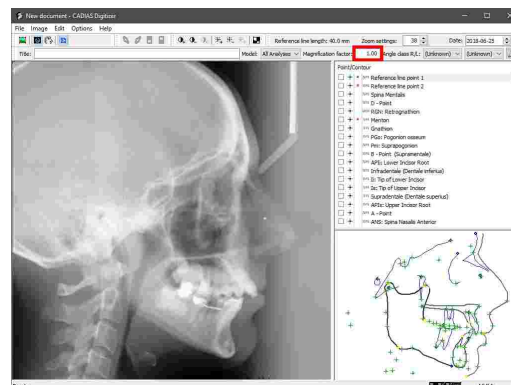 New document - CADIAS Digitizer
File Image Edit Options Help
Reference line length: 40.0 mm Zoom settings: 38 Date: 2018-06-25
Title: Model: All Analyses Magnification factor: 1.00 Angle class R/L: (Unknown) (Unknown)
Point/Contour
Reference line point 1
Reference line point 2
Spina Mentalis
D - Point
RGN: Retrognathion
Menton
Gnathion
PGo: Pogonion osseum
Pm: Suprapogonion
B - Point (Supramentale)
APIi: Lower Incisor Root
Infradentale (Dentale inferius)
Ii: Tip of Lower Incisor
Is: Tip of Upper Incisor
Supradentale (Dentale superius)
APIs: Upper Incisor Root
A - Point
ANS: Spina Nasalis Anterior